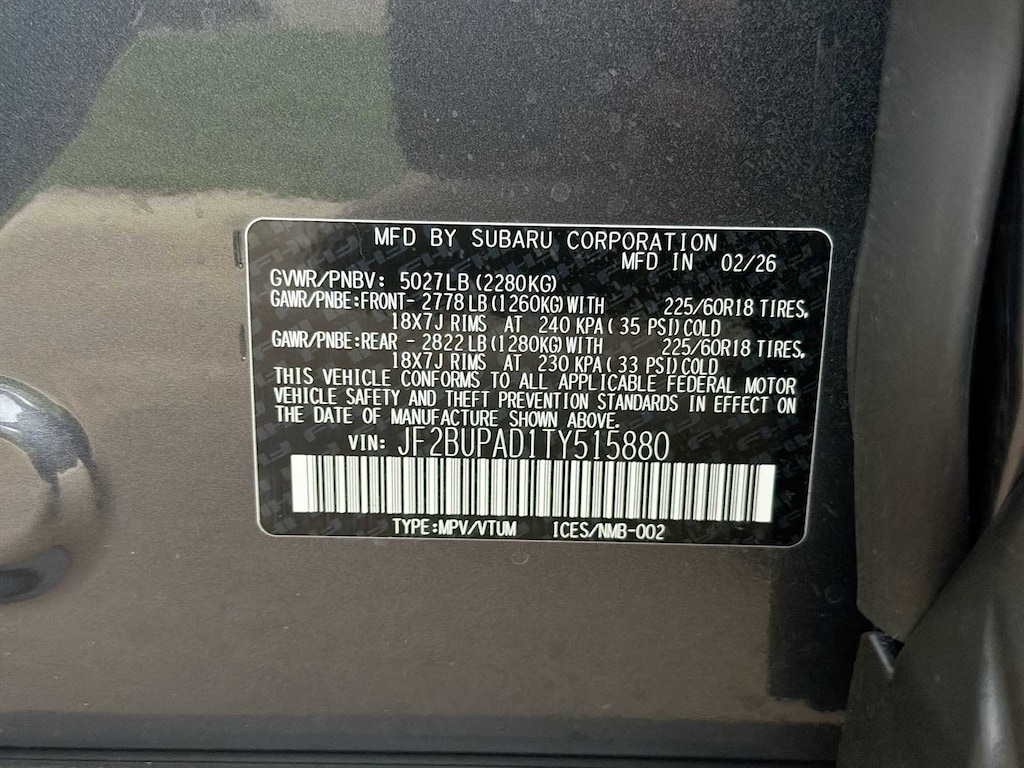 MFD BY SUBARU CORPORATION
MFD IN 02/26
GVWR/PNBV: 5027LB (2280KG)
GAWR/PNBE:FRONT- 2778 LB (1260KG) WITH 225/60R18 TIRES,
18X7J RIMS AT 240 KPA ( 35 PSI) COLD
GAWR/PNBE:REAR - 2822 LB (1280KG) WITH 225/60R18 TIRES,
18X7J RIMS AT 230 KPA ( 33 PSI) COLD
THIS VEHICLE CONFORMS TO ALL APPLICABLE FEDERAL MOTOR
VEHICLE SAFETY AND THEFT PREVENTION STANDARDS IN EFFECT ON
THE DATE OF MANUFACTURE SHOWN ABOVE.
VIN: JF2BUPAD1TY515880
TYPE:MPV/VTUM ICES/NMB-002